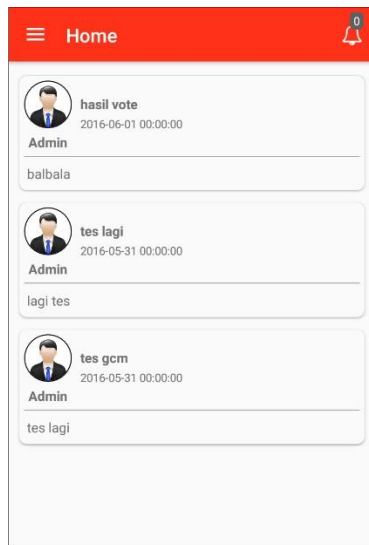 Home
0
hasil vote
2016-06-01 00:00:00
Admin
balbala
tes lagi
2016-05-31 00:00:00
Admin
lagi tes
tes gcm
2016-05-31 00:00:00
Admin
tes lagi